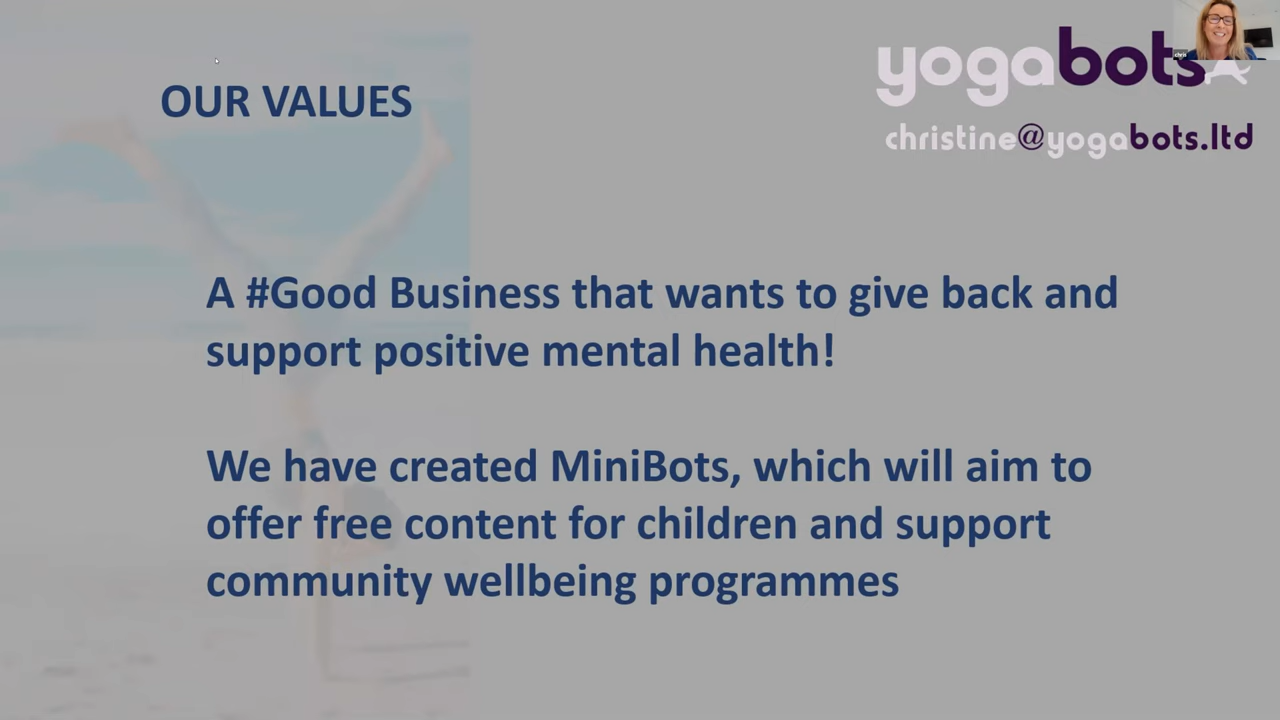 OUR VALUES
yogabots
chris
christine@yogabots.ltd
A #Good Business that wants to give back and
support positive mental health!
We have created MiniBots, which will aim to
offer free content for children and support
community wellbeing programmes